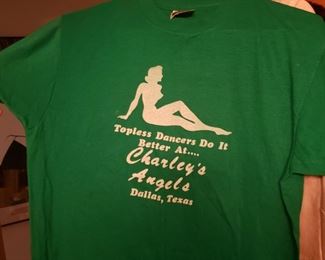 Topless Dancers Do It
Better At....
Charley's
Angels
Dallas, Texas